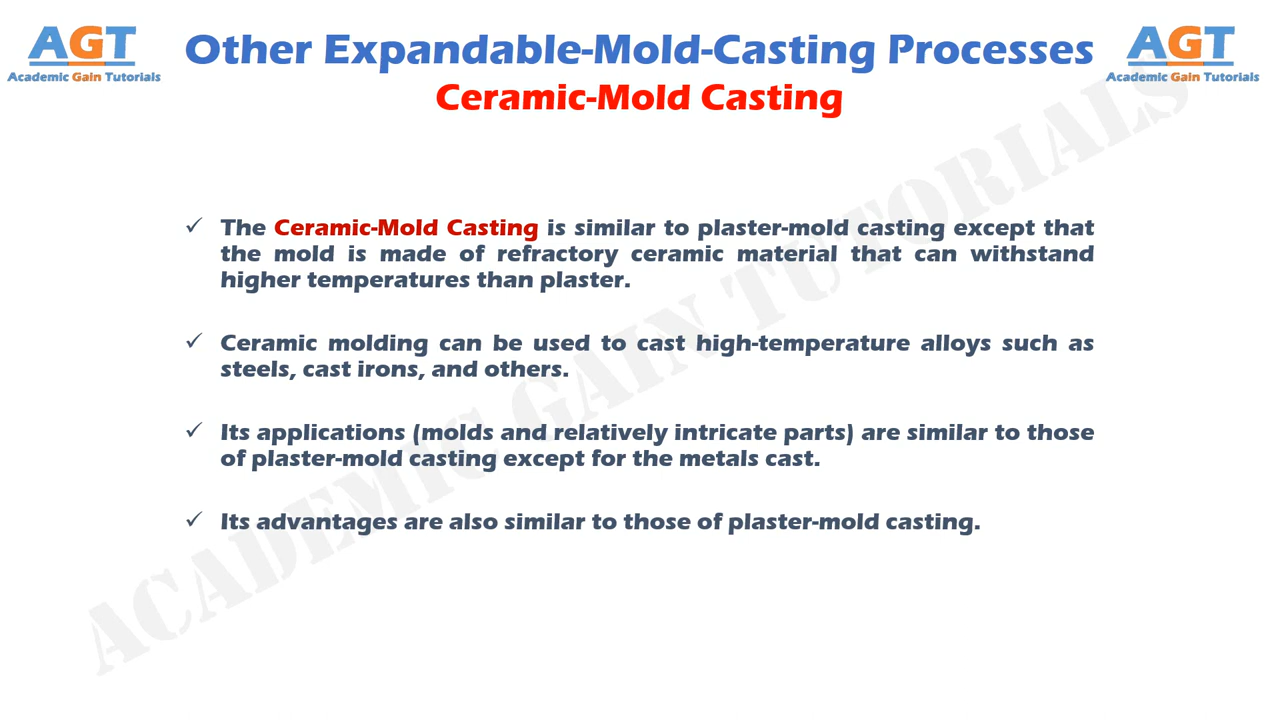 AGT
Academic Gain Tutorials
Other Expandable-Mold-Casting Processes
Ceramic-Mold Casting
AGT
Academic Gain Tutorials
✓ The Ceramic-Mold Casting is similar to plaster-mold casting except that
the mold is made of refractory ceramic material that can withstand
higher temperatures than plaster.
✓ Ceramic molding can be used to cast high-temperature alloys such as
steels, cast irons, and others.
✓ Its applications (molds and relatively intricate parts) are similar to those
of plaster-mold casting except for the metals cast.
✓ Its advantages are also similar to those of plaster-mold casting.
ACADEMIC GAIN TUTORIALS